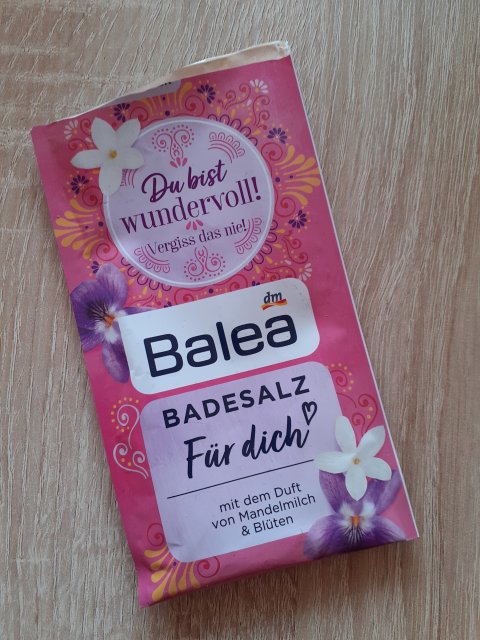 Du bist
wundervoll!
Vergiss das nie!
dm
Balea
BADESALZ
Für dich
mit dem Duft
von Mandelmilch
& Blüten